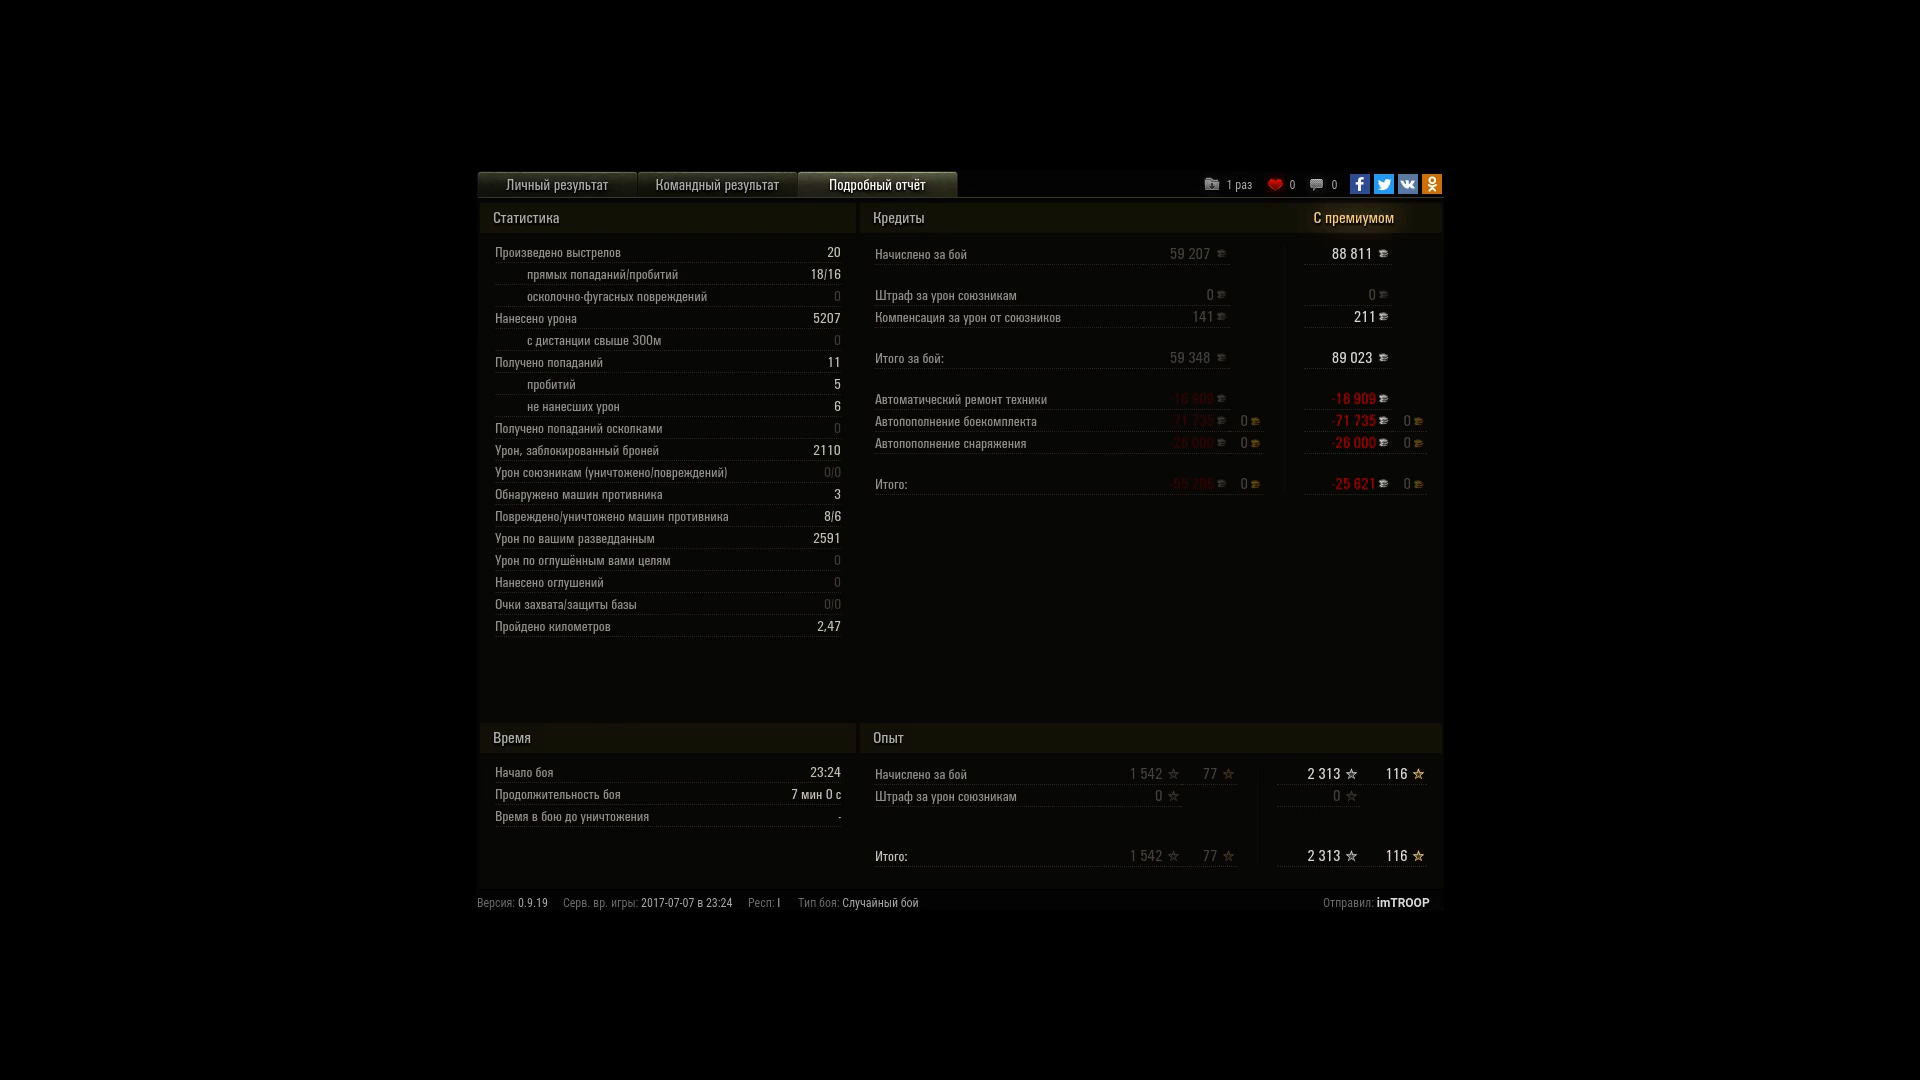 Личный результат Командный результат Подробный отчёт 1 раз 0 0
Статистика
Произведено выстрелов 20
прямых попаданий/пробитий 18/16
осколочно-фугасных повреждений 0
Нанесено урона 5207
с дистанции свыше 300м 0
Получено попаданий 11
пробитий 5
не нанесших урон 6
Получено попаданий осколками 0
Урон, заблокированный броней 2110
Урон союзникам (уничтожено/повреждений) 0/0
Обнаружено машин противника 3
Повреждено/уничтожено машин противника 8/6
Урон по вашим разведданным 2591
Урон по оглушённым вами целям 0
Нанесено оглушений 0
Очки захвата/защиты базы 0/0
Пройдено километров 2,47
Кредиты С премиумом
Начислено за бой 59 207 88 811
Штраф за урон союзникам 0 0
Компенсация за урон от союзников 141 211
Итого за бой: 59 348 89 023
Автоматический ремонт техники -16 909 -16 909
Автопополнение боекомплекта -71 735 0 -71 735 0
Автопополнение снаряжения -26 000 0 -26 000 0
Итого: 0 -25 621 0
Время
Начало боя 23:24
Продолжительность боя 7 мин 0 с
Время в бою до уничтожения -
Опыт
Начислено за бой 1 542 77 2 313 116
Штраф за урон союзникам 0 0
Итого: 1 542 77 2 313 116
Версия: 0.9.19 Серв. вр. игры: 2017-07-07 в 23:24 Респ: I Тип боя: Случайный бой Отправил: imTROOP